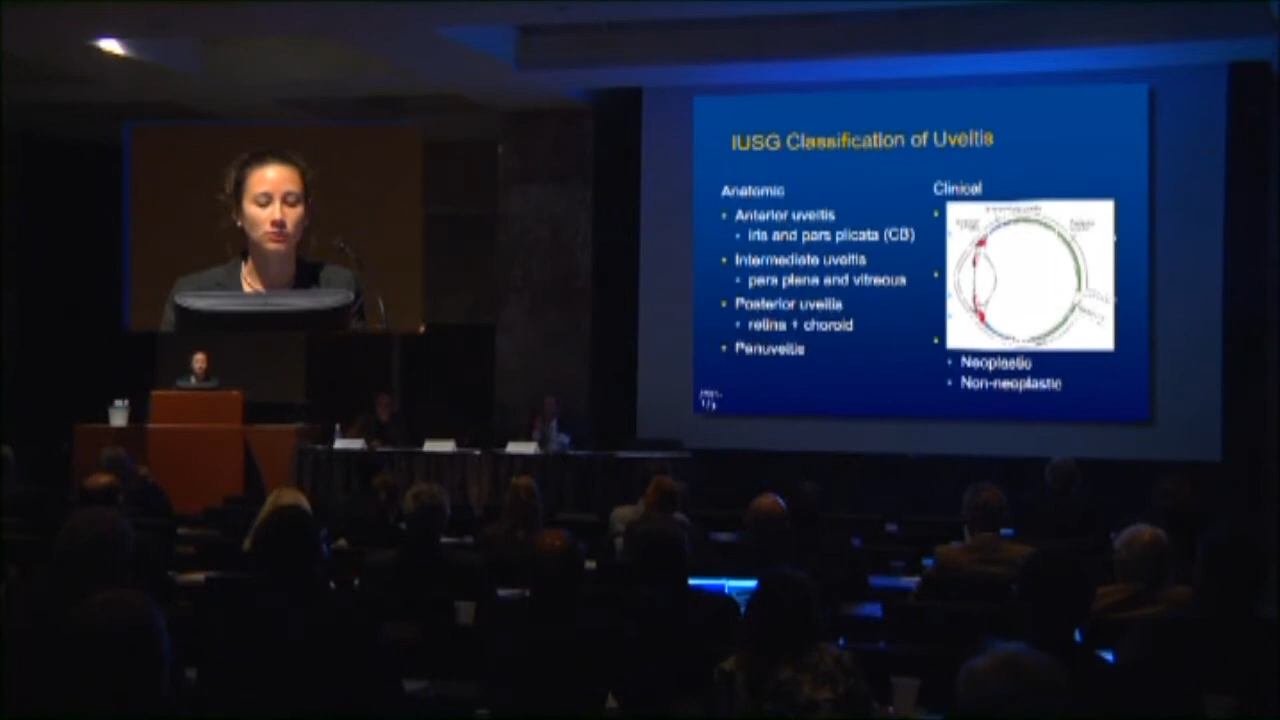 IUSG Classification of Uveitis
Anatomic
Anterior uveitis
iris and pars plicata (CB)
Intermediate uveitis
pars plana and vitreous
Posterior uveitis
retina + choroid
Panuveitis
Clinical
Neoplastic
Non-neoplastic